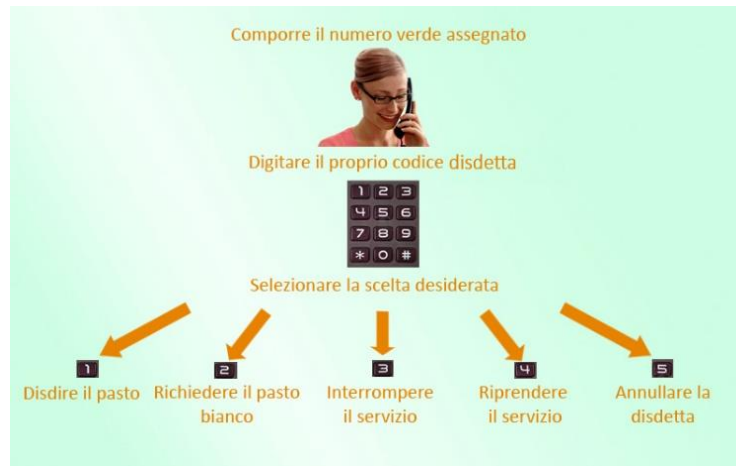 Comporre il numero verde assegnato
Digitare il proprio codice disdetta
1 2 3
4 5 6
7 8 9
* 0 #
Selezionare la scelta desiderata
1 2 3 4 5
Disdire il pasto Richiedere il pasto Interrompere Riprendere Annullare la
bianco il servizio il servizio disdetta